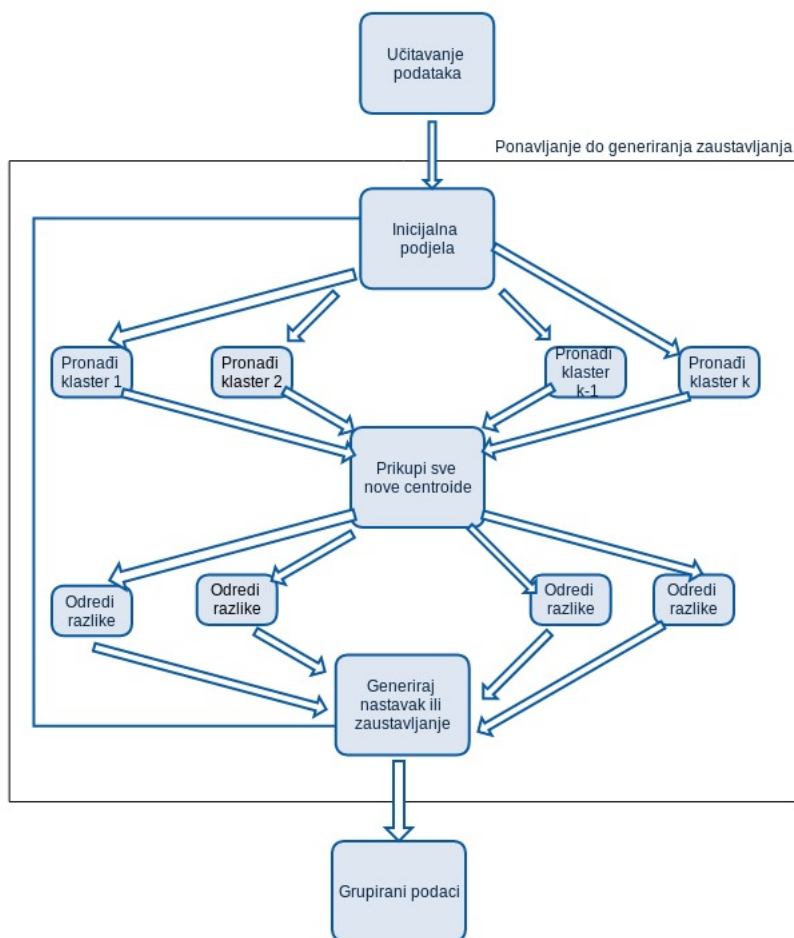 Učitavanje
podataka
Ponavljanje do generiranja zaustavljanja
Inicijalna
podjela
Pronađi
klaster 1
Pronađi
klaster 2
Pronađi
klaster
k-1
Pronađi
klaster k
Prikupi sve
nove centroide
Odredi
razlike
Odredi
razlike
Odredi
razlike
Odredi
razlike
Generiraj
nastavak ili
zaustavljanje
Grupirani podaci